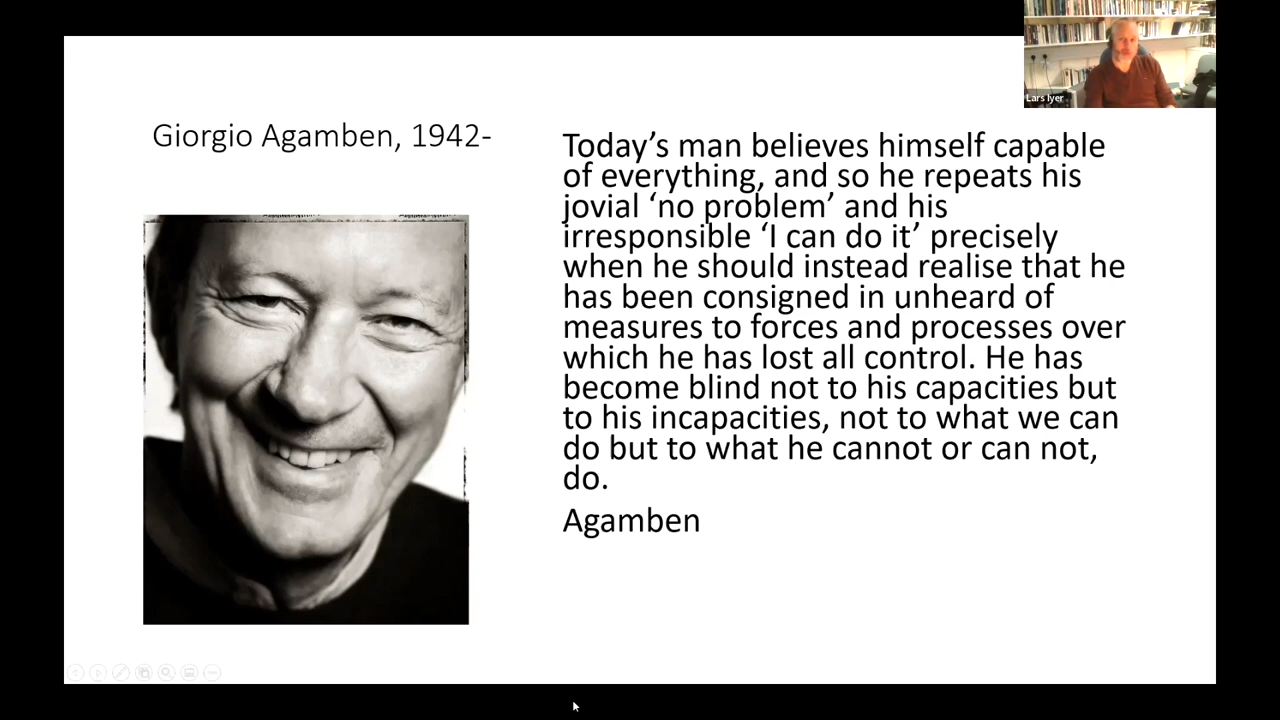 Lars Iyer
Giorgio Agamben, 1942-
Today’s man believes himself capable
of everything, and so he repeats his
jovial ‘no problem’ and his
irresponsible ‘I can do it’ precisely
when he should instead realise that he
has been consigned in unheard of
measures to forces and processes over
which he has lost all control. He has
become blind not to his capacities but
to his incapacities, not to what we can
do but to what he cannot or can not,
do.
Agamben